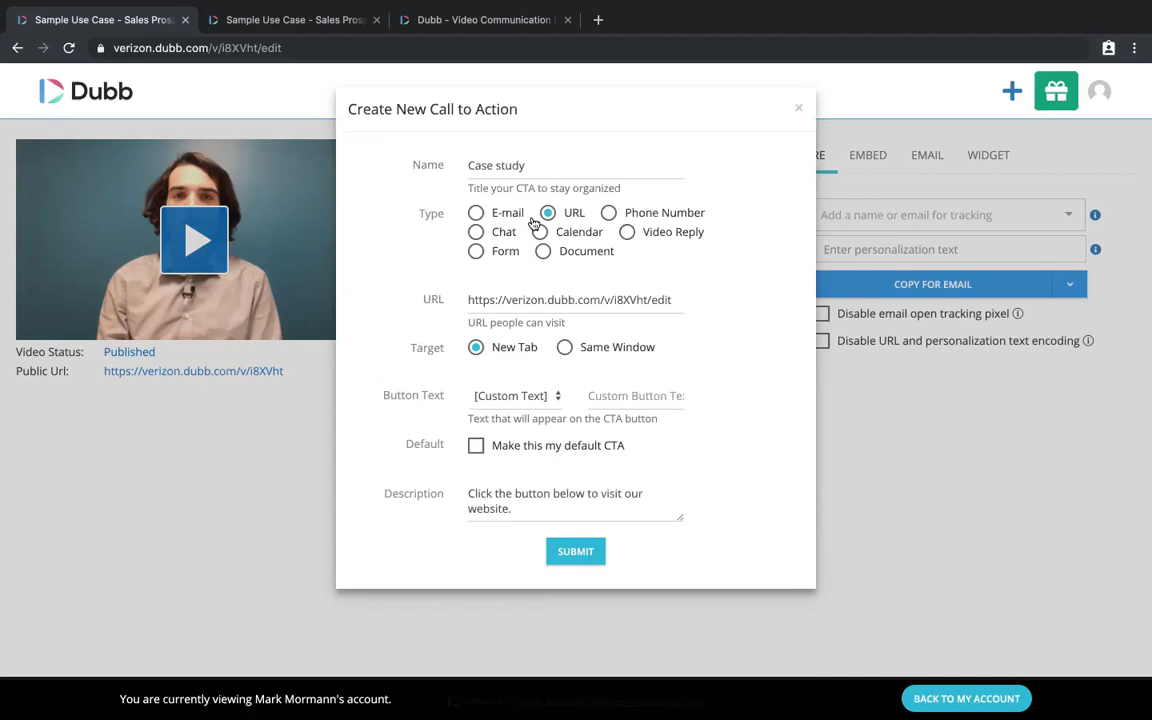 Sample Use Case - Sales Pros
Sample Use Case - Sales Pros
Dubb - Video Communication
verizon.dubb.com/v/i8XVht/edit
Dubb
Create New Call to Action
×
Name
Case study
Title your CTA to stay organized
Type
E-mail
URL
Phone Number
Chat
Calendar
Video Reply
Form
Document
URL
https://verizon.dubb.com/v/i8XVht/edit
URL people can visit
Target
New Tab
Same Window
Button Text
[Custom Text]
Custom Button Te
Text that will appear on the CTA button
Default
Make this my default CTA
Description
Click the button below to visit our
website.
SUBMIT
Video Status:
Published
Public Url:
https://verizon.dubb.com/v/i8XVht
RE
EMBED
EMAIL
WIDGET
Add a name or email for tracking
Enter personalization text
COPY FOR EMAIL
Disable email open tracking pixel
Disable URL and personalization text encoding
You are currently viewing Mark Mormann's account.
BACK TO MY ACCOUNT